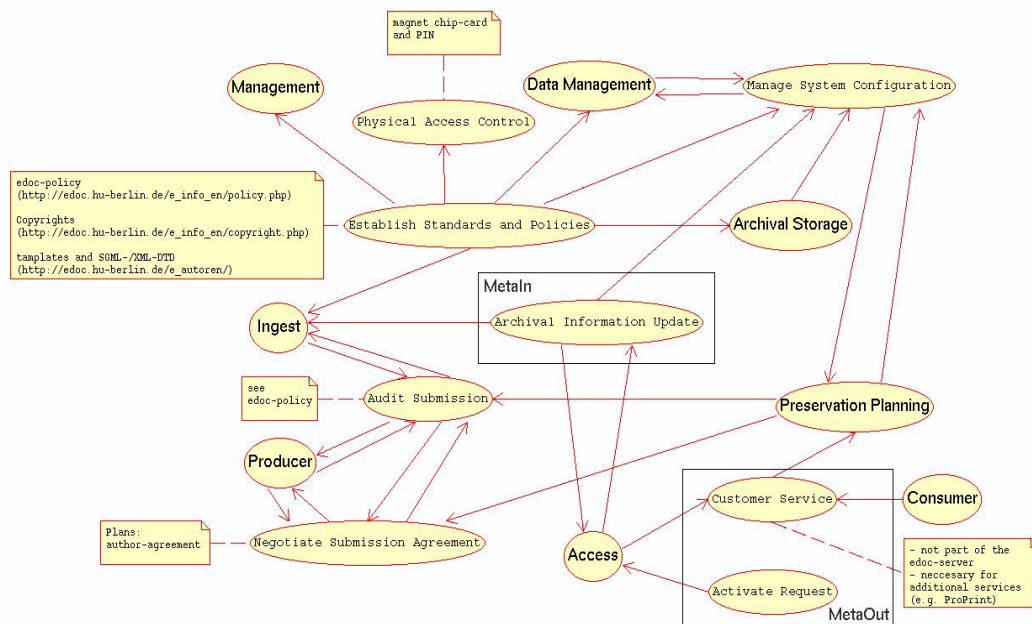 magnet chip-card
and PIN
Management
Data Management
Manage System Configuration
Physical Access Control
edoc-policy
(http://edoc.hu-berlin.de/e_info_en/policy.php)
Copyrights
(http://edoc.hu-berlin.de/e_info_en/copyright.php)
tamplates and SGML-/XML-DTD
(http://edoc.hu-berlin.de/e_autoren/)
Establish Standards and Policies
Archival Storage
MetaIn
Archival Information Update
Ingest
see
edoc-policy
Audit Submission
Preservation Planning
Producer
Customer Service
Consumer
Plans:
author-agreement
Negotiate Submission Agreement
Access
- not part of the
edoc-server
- neccesary for
additional services
(e.g. ProPrint)
Activate Request
MetaOut